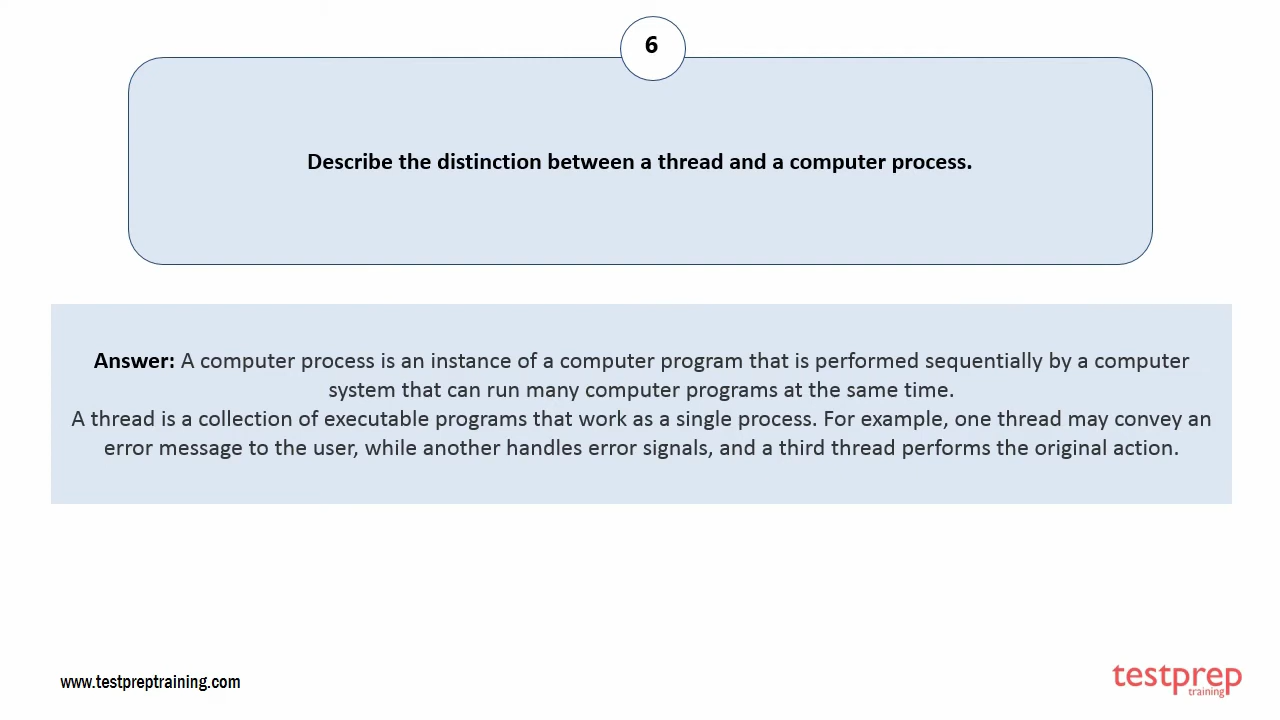 6
Describe the distinction between a thread and a computer process.
Answer: A computer process is an instance of a computer program that is performed sequentially by a computer
system that can run many computer programs at the same time.
A thread is a collection of executable programs that work as a single process. For example, one thread may convey an
error message to the user, while another handles error signals, and a third thread performs the original action.
www.testpreptraining.com
testprep
training